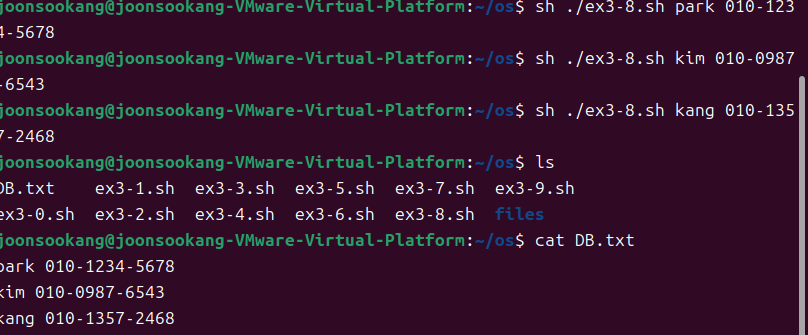 joonsookang@joonsookang-VMware-Virtual-Platform:~/os$ sh ./ex3-8.sh park 010-123
4-5678
joonsookang@joonsookang-VMware-Virtual-Platform:~/os$ sh ./ex3-8.sh kim 010-0987
-6543
joonsookang@joonsookang-VMware-Virtual-Platform:~/os$ sh ./ex3-8.sh kang 010-135
7-2468
joonsookang@joonsookang-VMware-Virtual-Platform:~/os$ ls
DB.txt    ex3-1.sh  ex3-3.sh  ex3-5.sh  ex3-7.sh  ex3-9.sh
ex3-0.sh  ex3-2.sh  ex3-4.sh  ex3-6.sh  ex3-8.sh  files
joonsookang@joonsookang-VMware-Virtual-Platform:~/os$ cat DB.txt
park 010-1234-5678
kim 010-0987-6543
kang 010-1357-2468